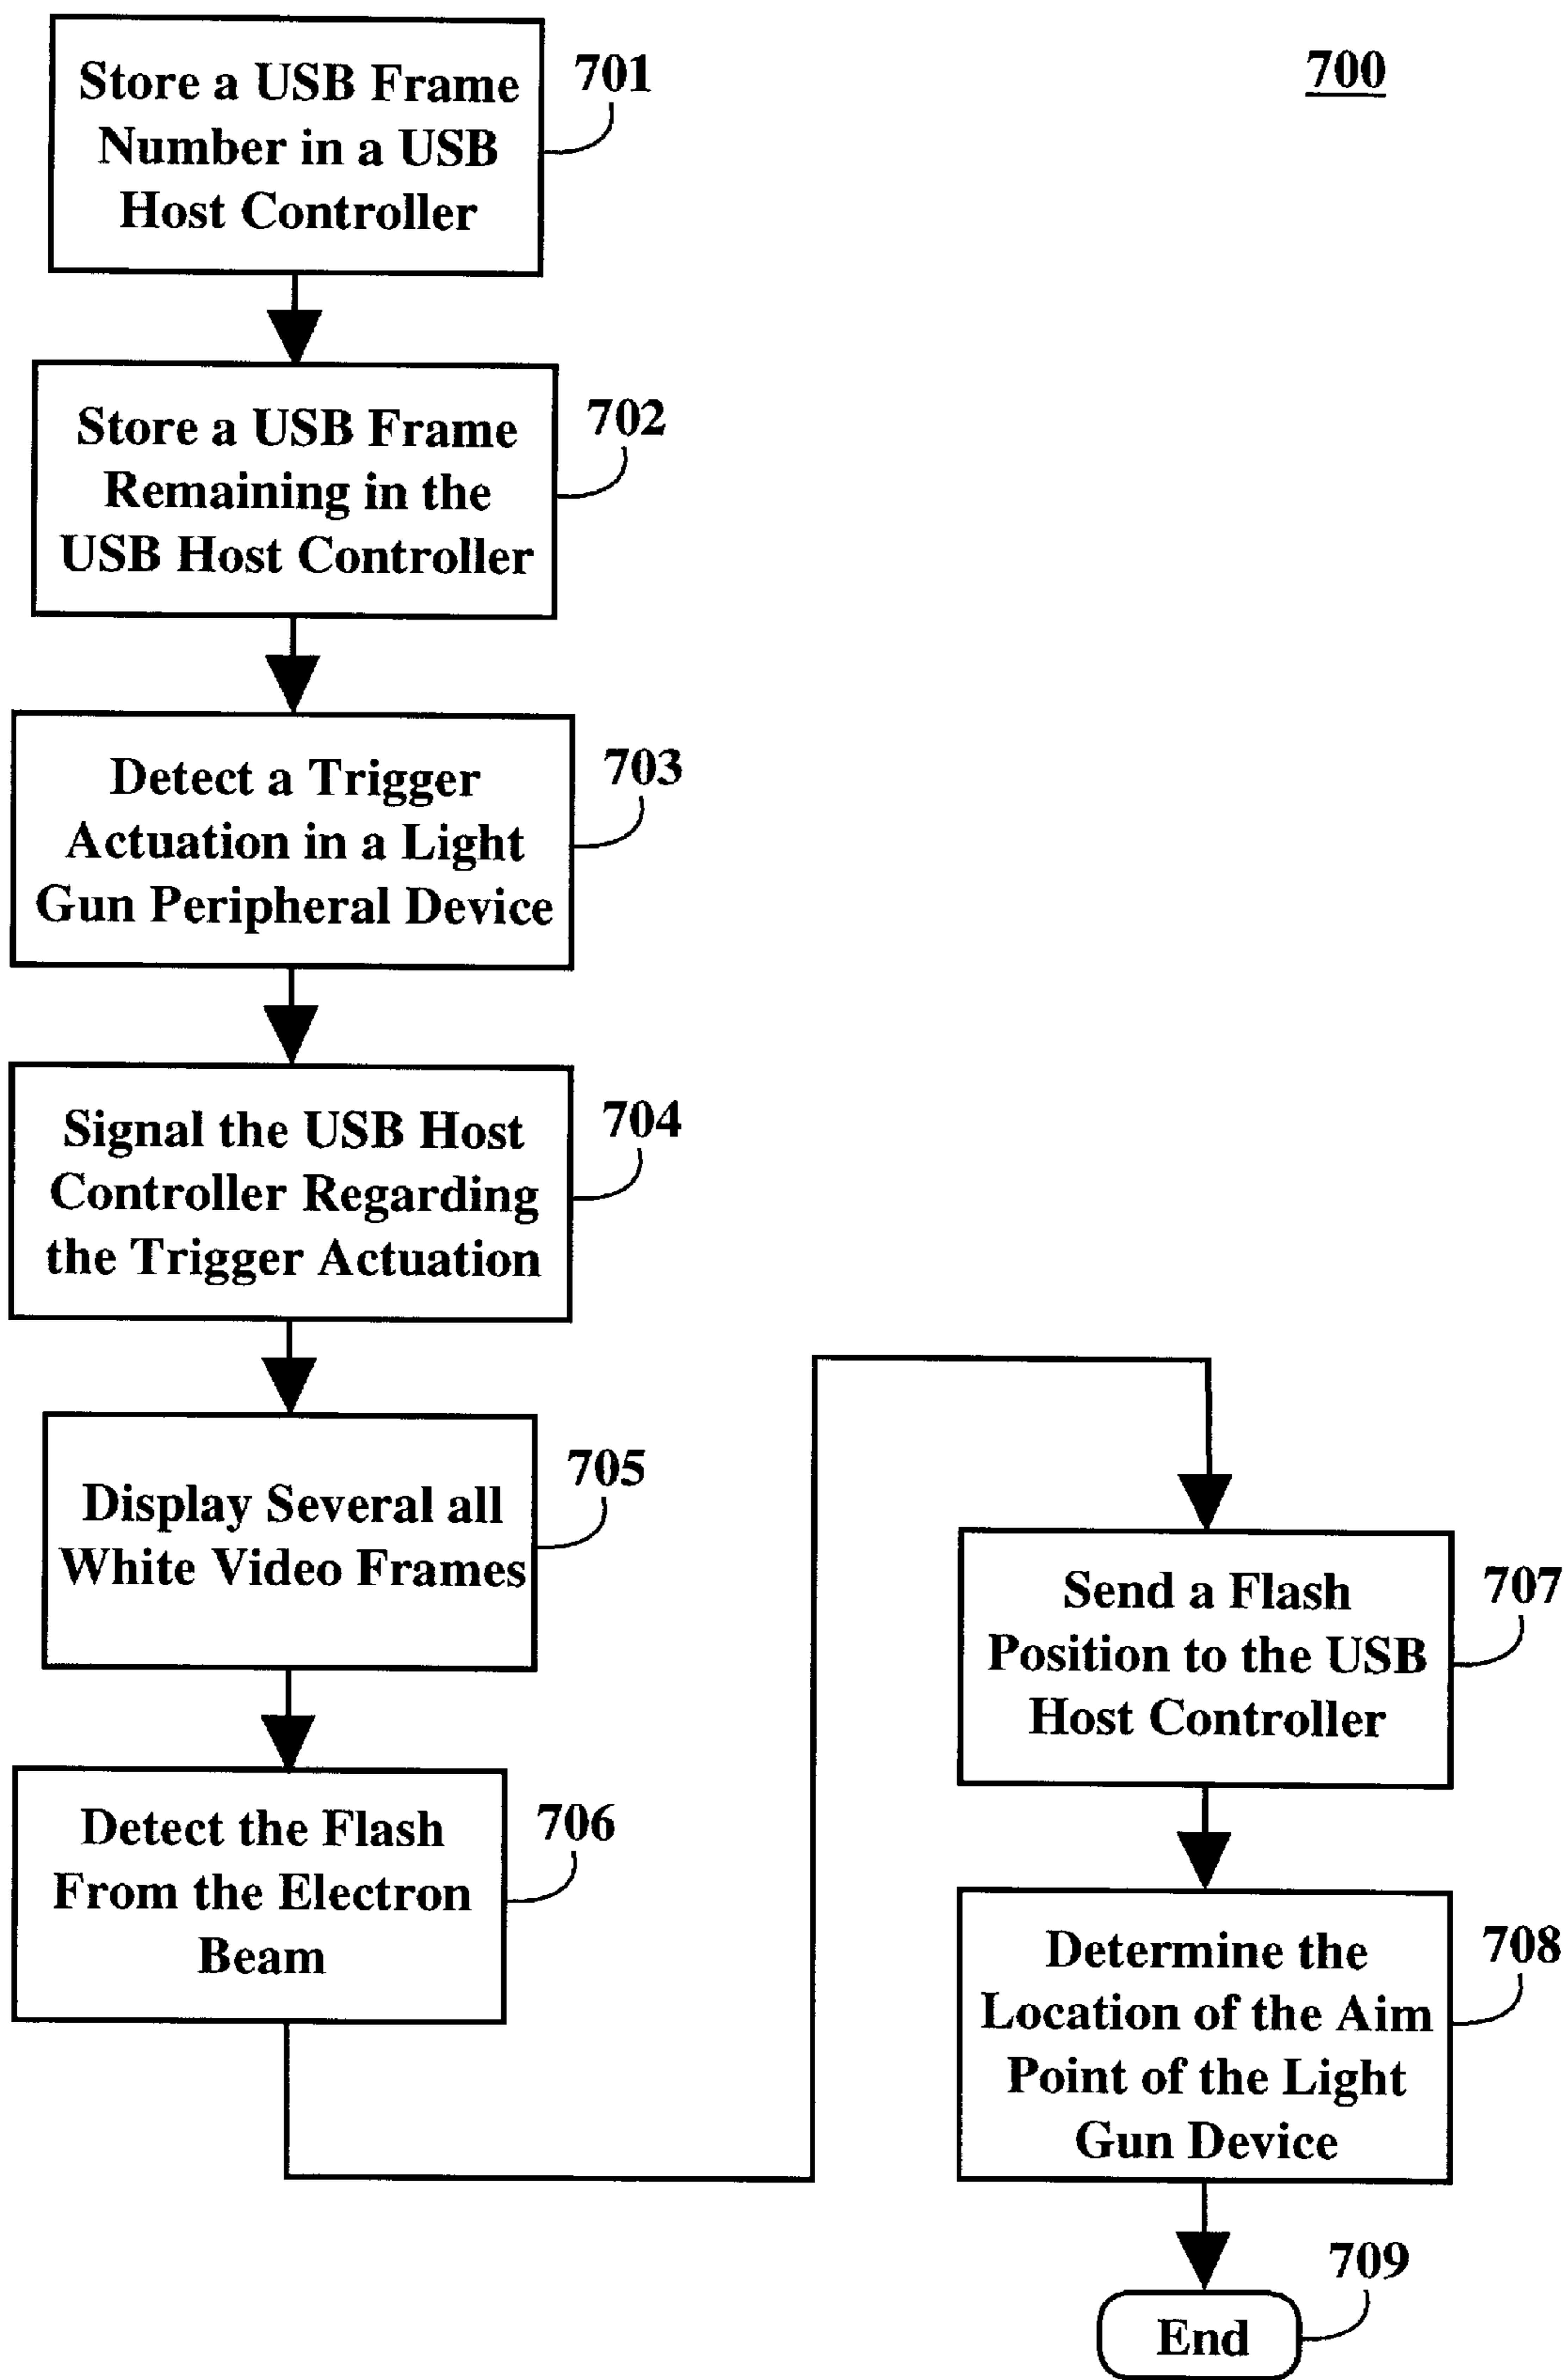 700
Store a USB Frame
Number in a USB
Host Controller
701
Store a USB Frame
Remaining in the
USB Host Controller
702
Detect a Trigger
Actuation in a Light
Gun Peripheral Device
703
Signal the USB Host
Controller Regarding
the Trigger Actuation
704
Display Several all
White Video Frames
705
Detect the Flash
From the Electron
Beam
706
Send a Flash
Position to the USB
Host Controller
707
Determine the
Location of the Aim
Point of the Light
Gun Device
708
End
709